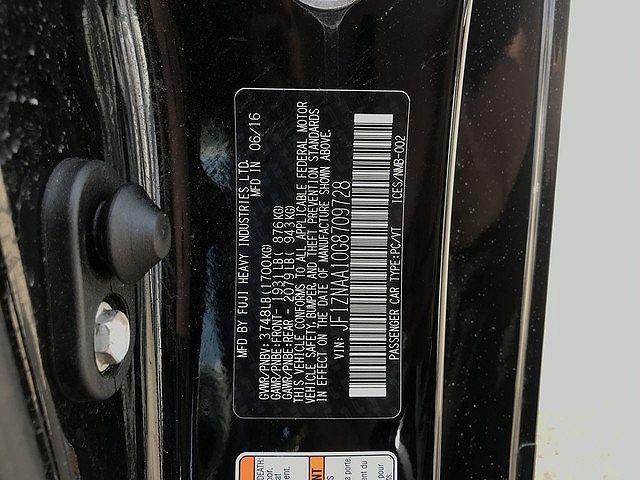 MFD BY FUJI HEAVY INDUSTRIES LTD.
MFD IN 06/16
GVWR/PNBV: 3748LB(1700KG)
GAWR/PNBE:FRONT- 1931LB( 876KG)
GAWR/PNBE:REAR - 2079LB( 943KG)
THIS VEHICLE CONFORMS TO ALL APPLICABLE FEDERAL MOTOR
VEHICLE SAFETY,BUMPER,AND THEFT PREVENTION STANDARDS
IN EFFECT ON THE DATE OF MANUFACTURE SHOWN ABOVE.
VIN: JF1ZNAA10G8709728
PASSENGER CAR TYPE:PC/VT ICES/NMB-002
DEATH:
a porte.
pour